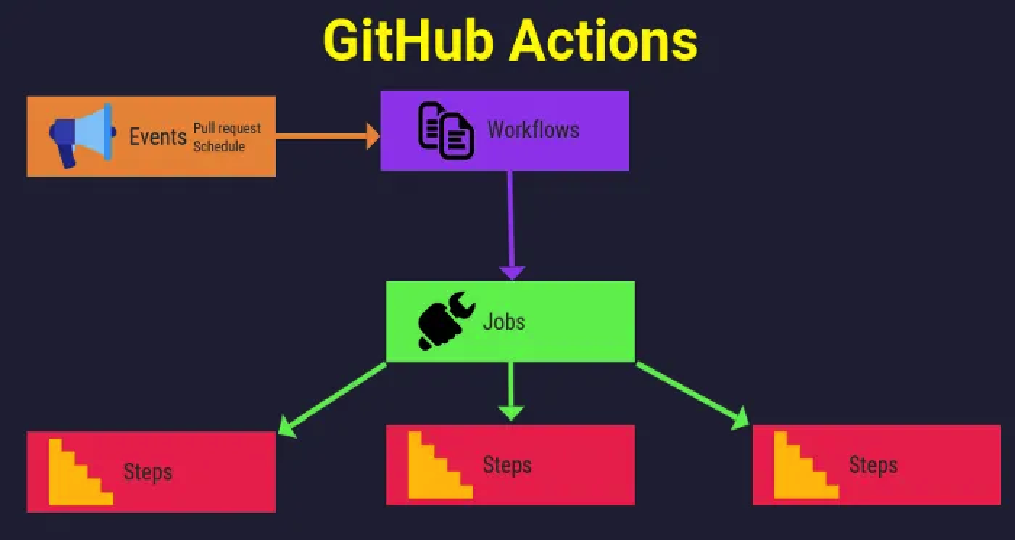 GitHub Actions
Events
Pull request
Schedule
Workflows
Jobs
Steps
Steps
Steps